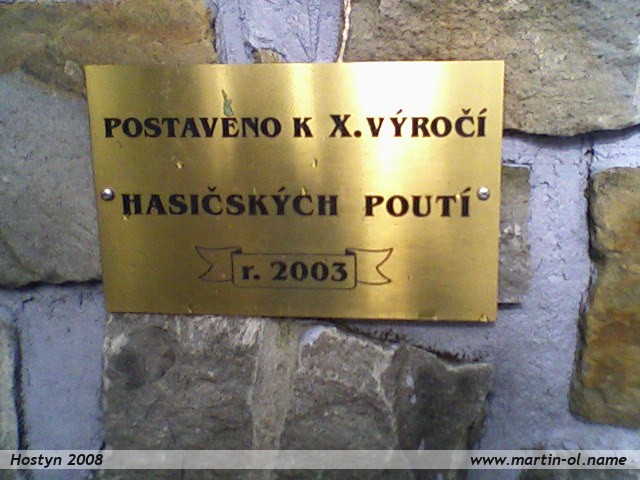 POSTAVENO K X. VÝROČÍ
HASIČSKÝCH POUTÍ
r. 2003
Hostyn 2008
www.martin-ol.name